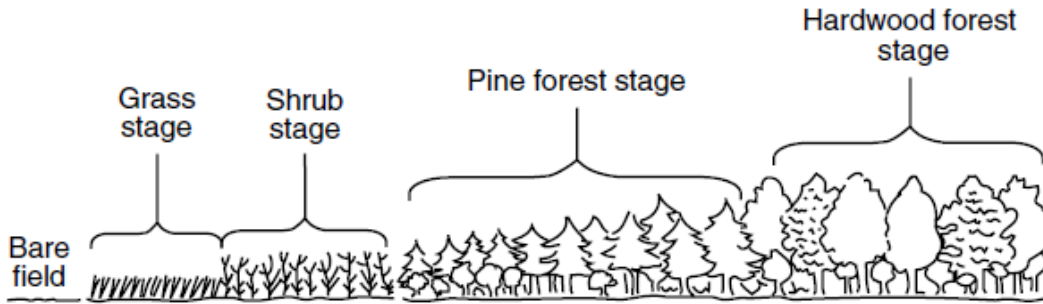 Bare
field
Grass
stage
Shrub
stage
Pine forest stage
Hardwood forest
stage